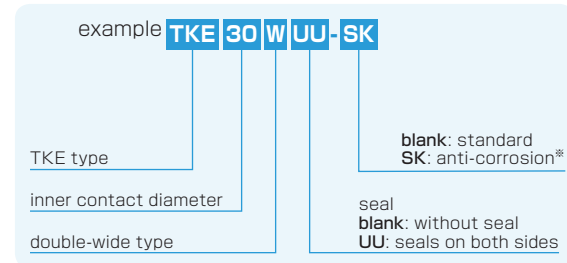 example TKE 30 W UU - SK
blank: standard
SK: anti-corrosion※
TKE type
inner contact diameter
seal
blank: without seal
UU: seals on both sides
double-wide type